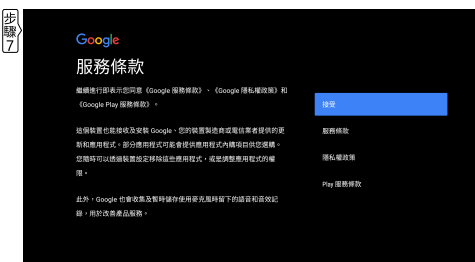 步驟7
Google
服務條款
繼續進行即表示您同意《Google 服務條款》、《Google 隱私權政策》和
《Google Play 服務條款》。
這個裝置也能接收及安裝 Google、您的裝置製造商或電信業者提供的更
新和應用程式。部分應用程式可能會提供應用程式內購項目供您選購。
您隨時可以透過裝置設定移除這些應用程式，或是調整應用程式的權
限。
此外，Google 也會收集及暫時儲存使用麥克風時留下的語音和音效記
錄，用於改善產品服務。
接受
服務條款
隱私權政策
Play 服務條款